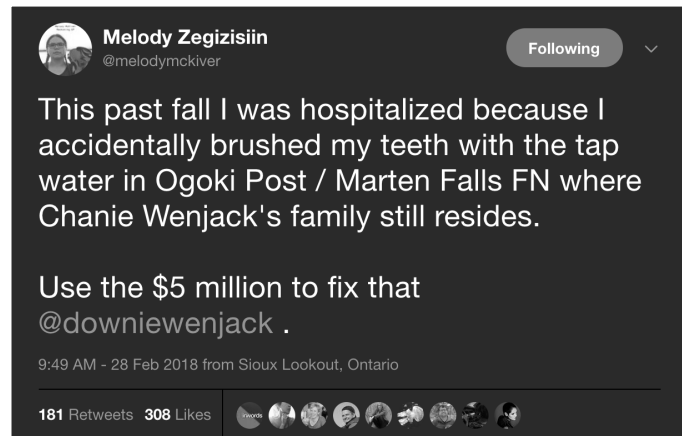 Melody Zegizisiin
@melodymckiver
Following
This past fall I was hospitalized because I
accidentally brushed my teeth with the tap
water in Ogoki Post / Marten Falls FN where
Chanie Wenjack's family still resides.
Use the $5 million to fix that
@downiewenjack .
9:49 AM - 28 Feb 2018 from Sioux Lookout, Ontario
181 Retweets 308 Likes